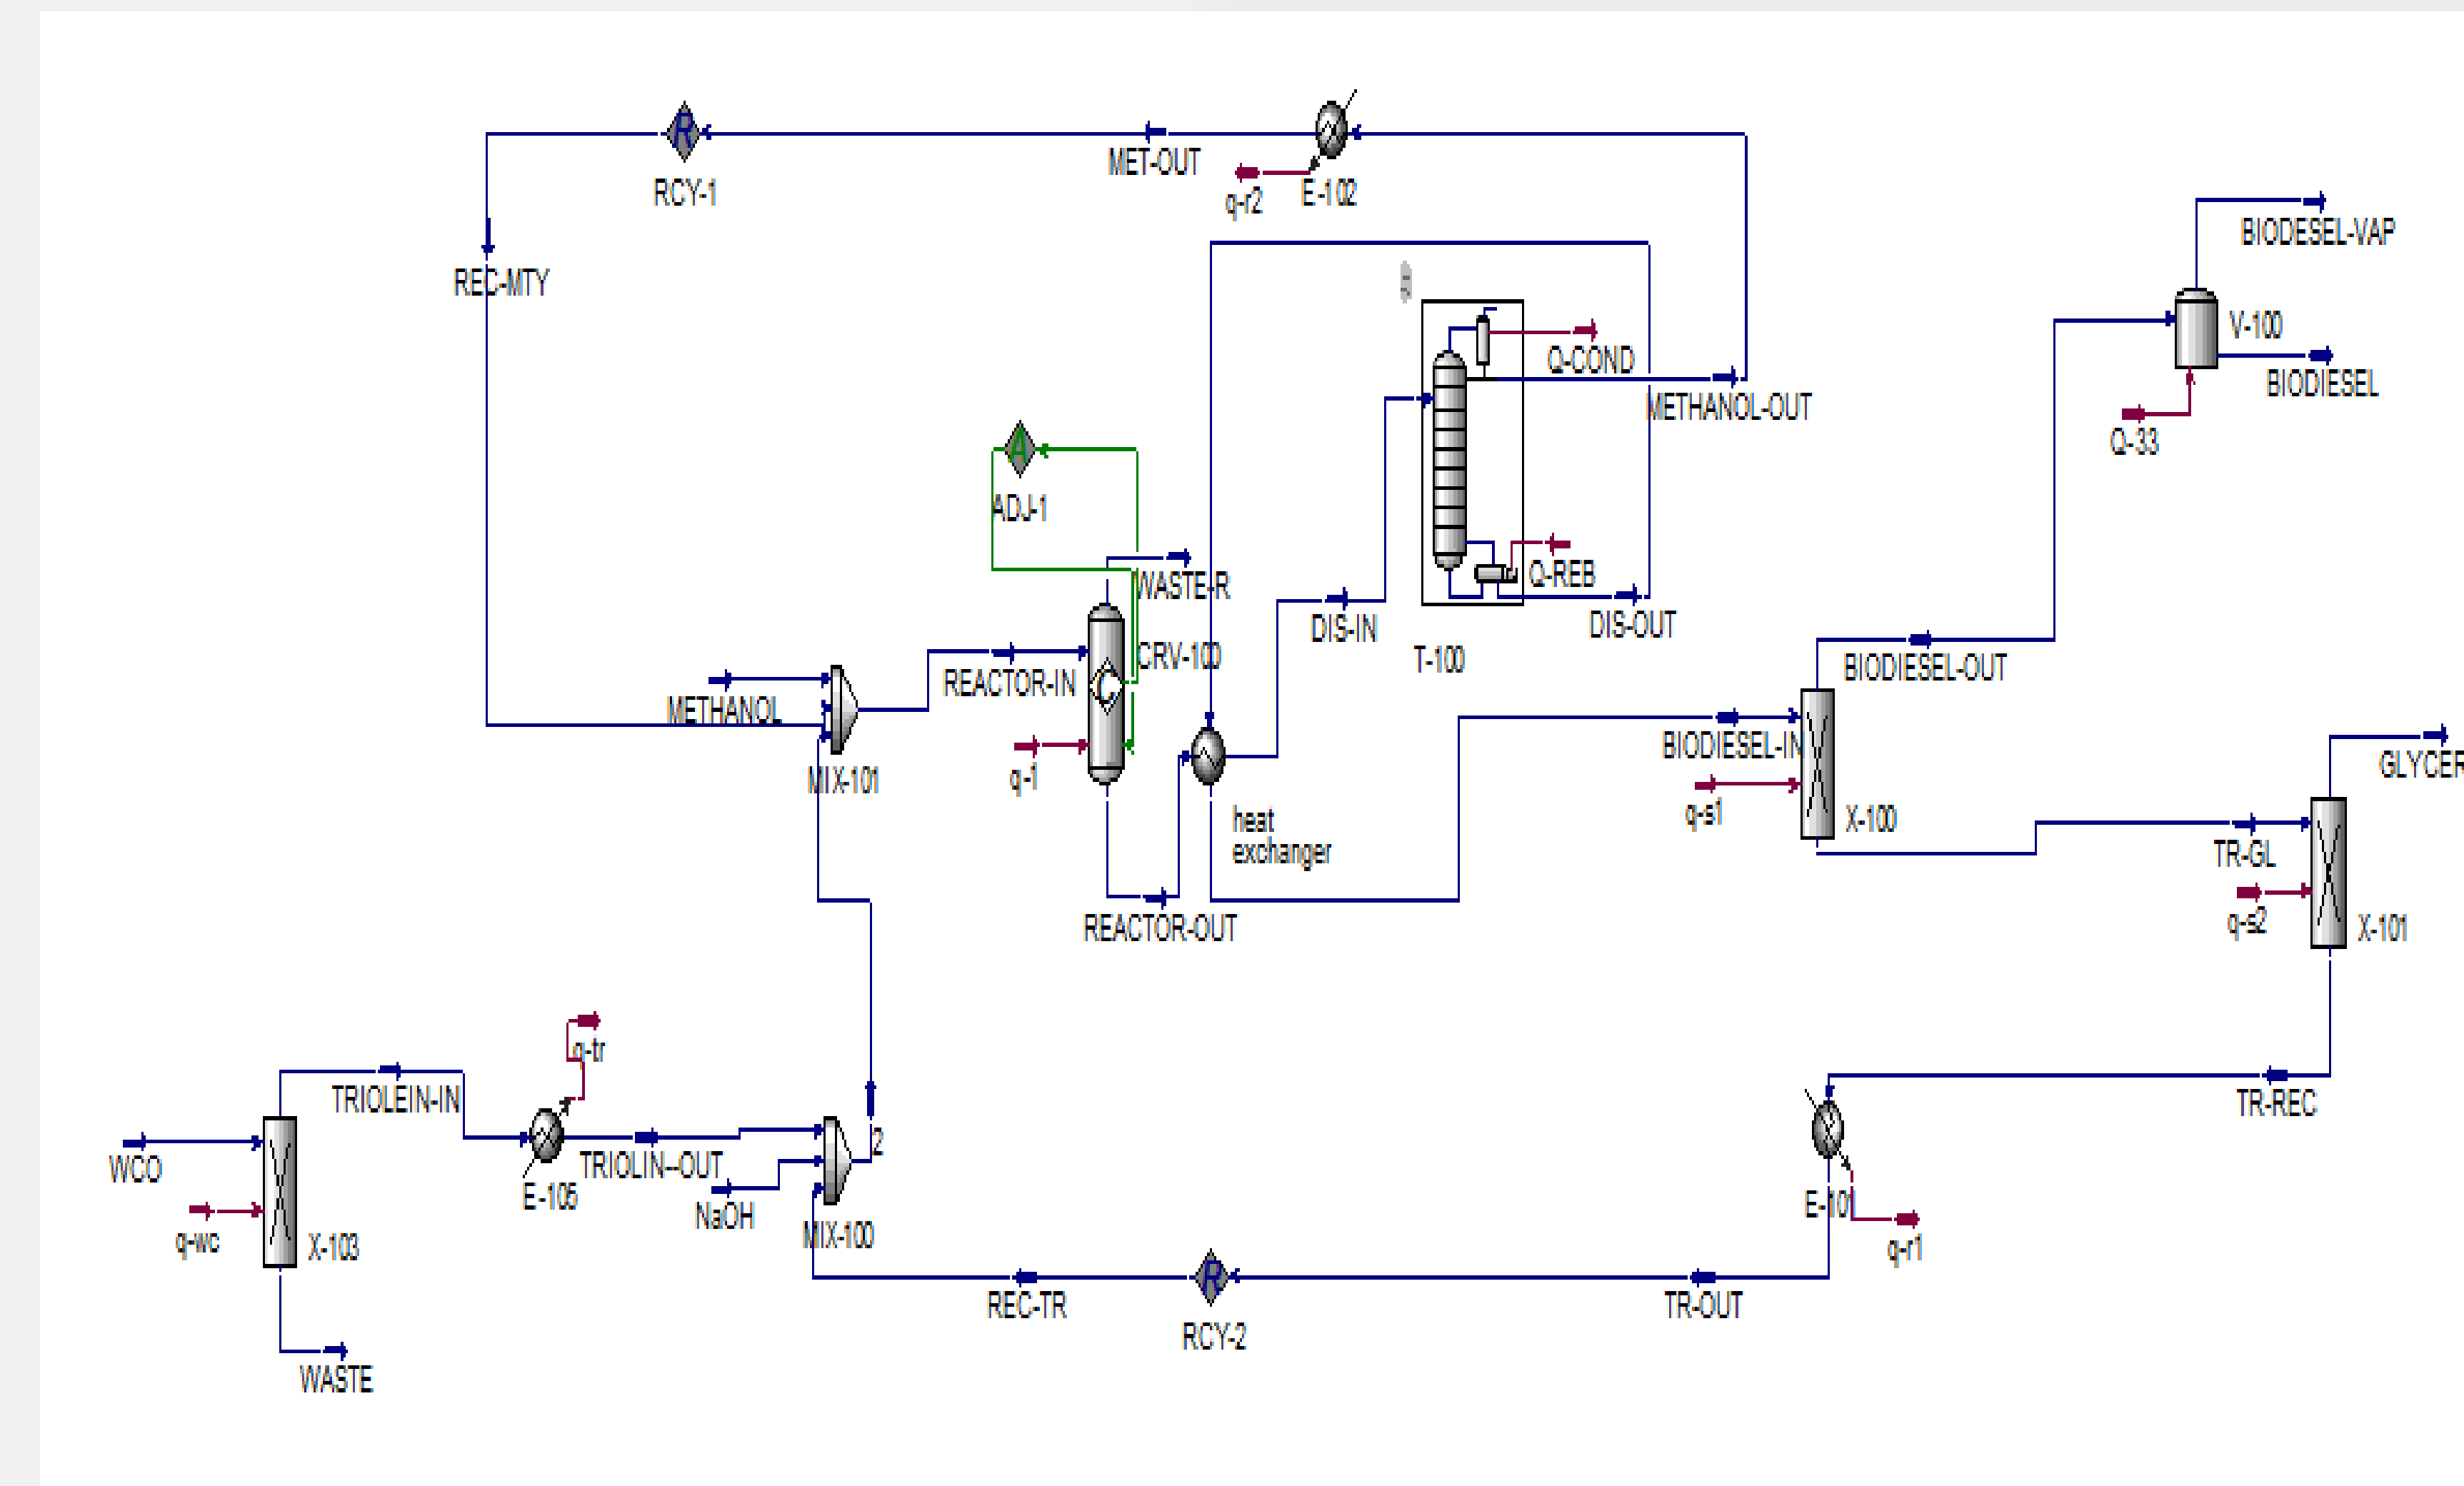 RCY-1
MET-OUT
q-r2
E-102
BIODESEL-VAP
REC-MTY
V-100
Q-COND
BIODIESEL
METHANOL-OUT
Q-33
ADJ-1
WASTE-R
Q-REB
DIS-IN
DIS-OUT
CRV-100
T-100
REACTOR-IN
BIODIESEL-OUT
METHANOL
BIODIESEL-IN
GLYCER
q-1
MIX-101
heat
exchanger
q-s1
X-100
TR-GL
REACTOR-OUT
q-s2
X-101
q-tr
TRIOLEIN-IN
TR-REC
2
WCO
TRIOLIN--OUT
E-105
NaOH
E-101
q-wc
X-103
MIX-100
q-r1
REC-TR
TR-OUT
RCY-2
WASTE
R
A
C
R